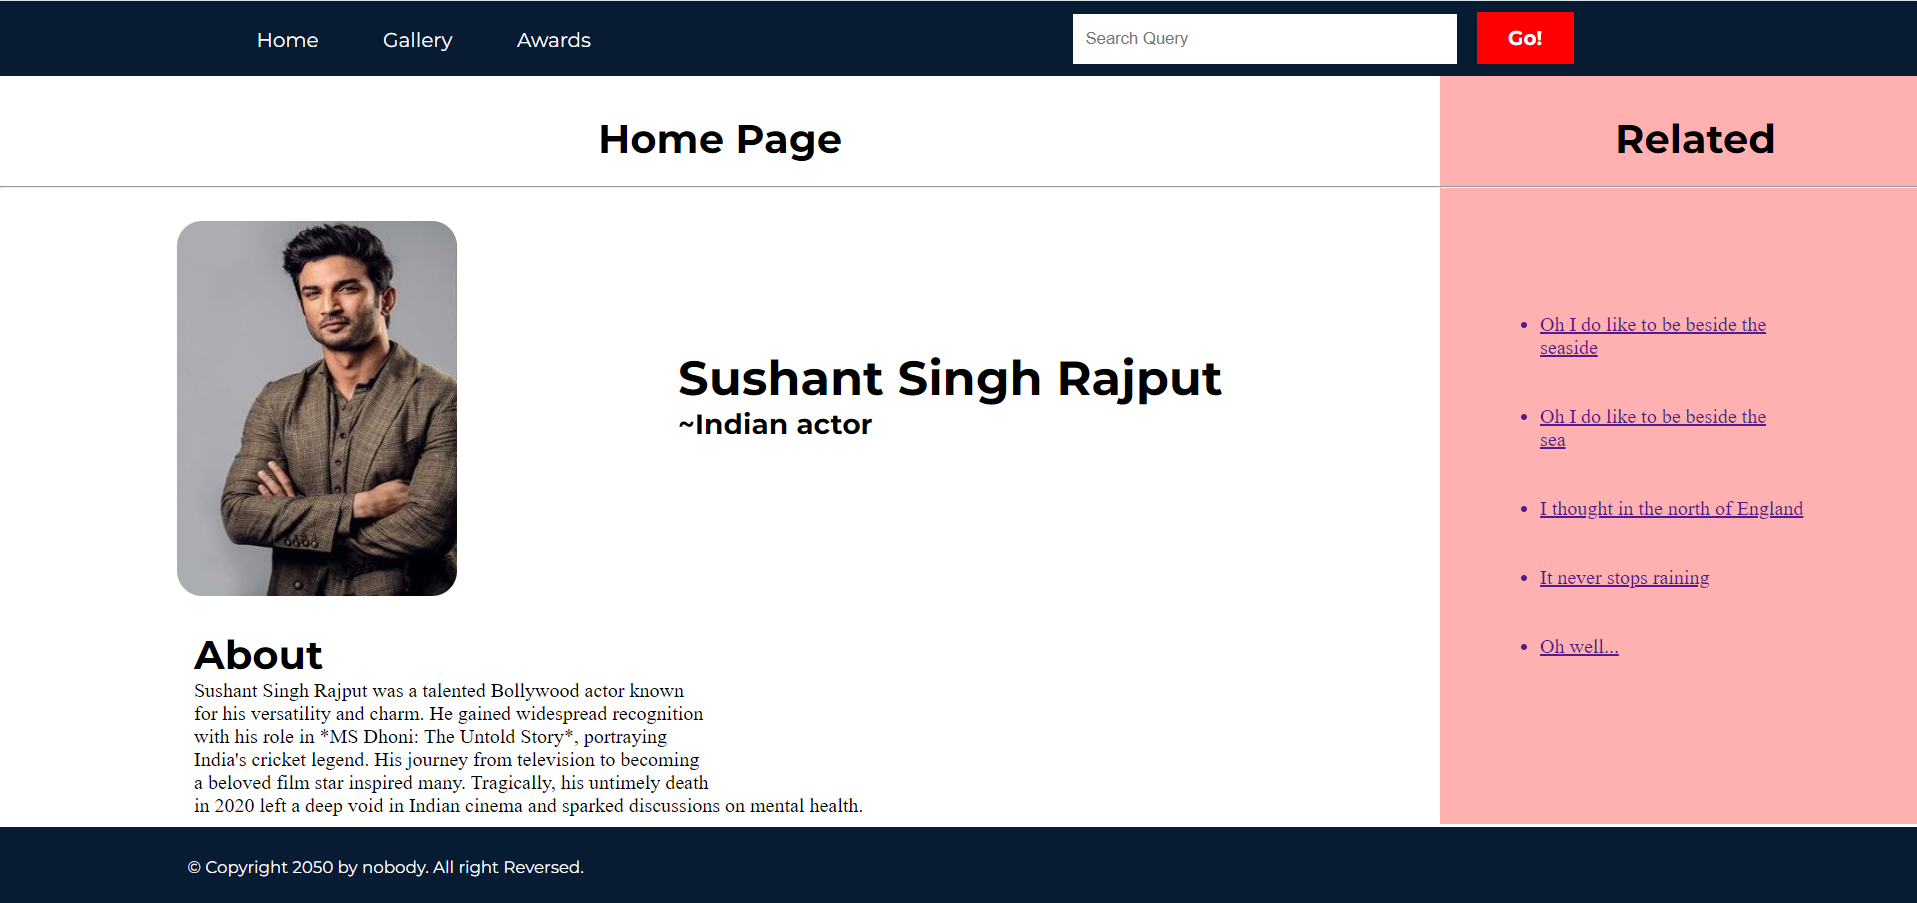 Home Gallery Awards Search Query Go!
Home Page
Related
Sushant Singh Rajput
~Indian actor
About
Sushant Singh Rajput was a talented Bollywood actor known
for his versatility and charm. He gained widespread recognition
with his role in *MS Dhoni: The Untold Story*, portraying
India's cricket legend. His journey from television to becoming
a beloved film star inspired many. Tragically, his untimely death
in 2020 left a deep void in Indian cinema and sparked discussions on mental health.
• Oh I do like to be beside the
seaside
• Oh I do like to be beside the
sea
• I thought in the north of England
• It never stops raining
• Oh well...
© Copyright 2050 by nobody. All right Reversed.